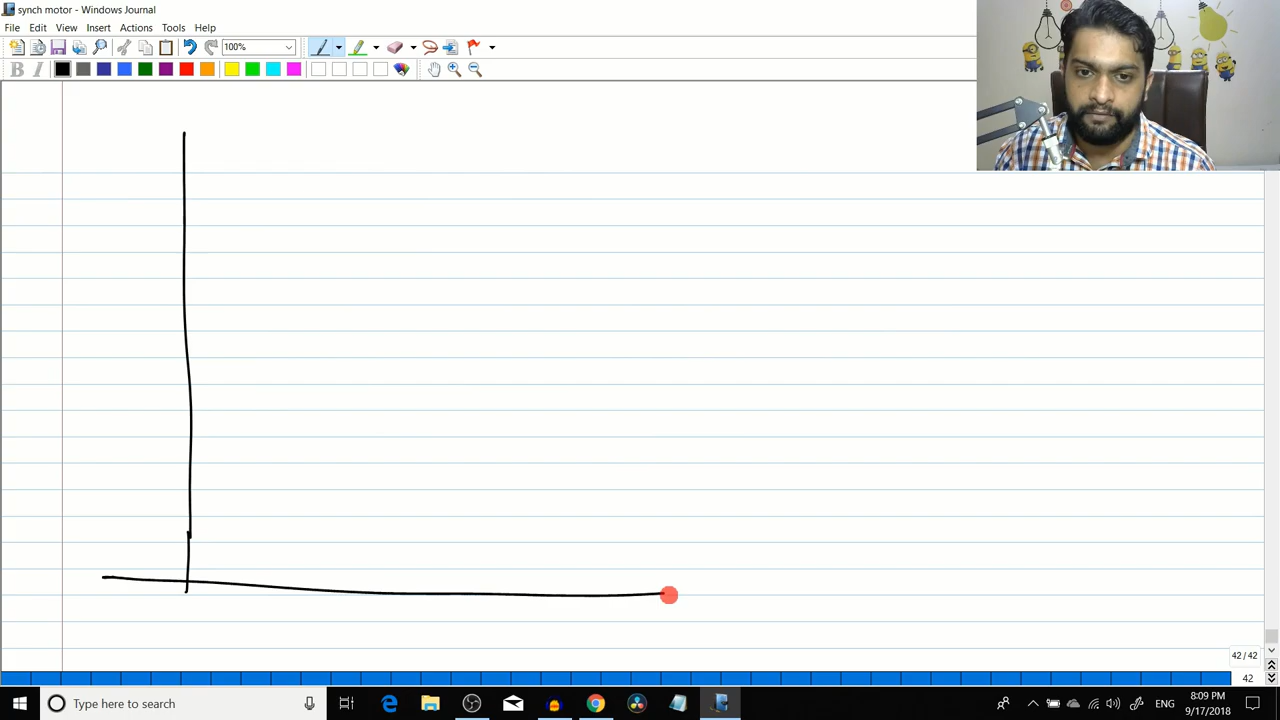 synch motor - Windows Journal
File Edit View Insert Actions Tools Help
100%
B I
42 / 42
42
Type here to search
ENG
8:09 PM
9/17/2018